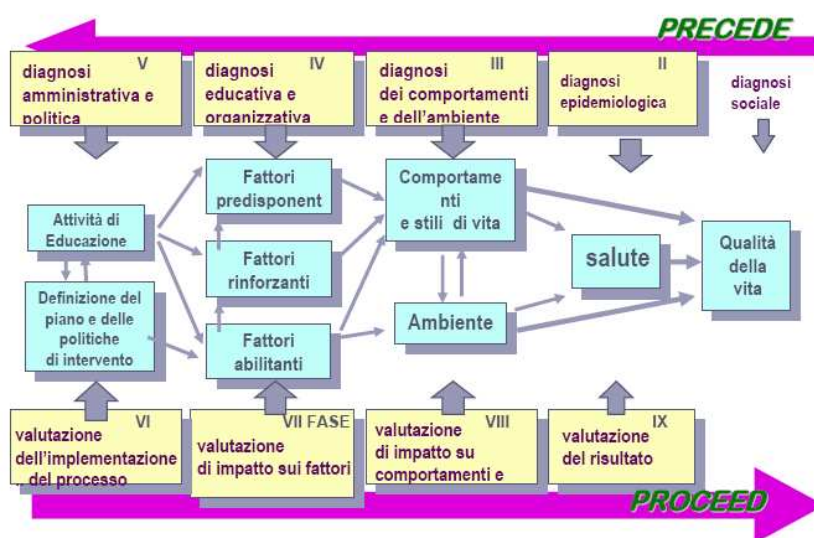 PRECEDE
V
diagnosi
amministrativa e
politica
IV
diagnosi
educativa e
organizzativa
III
diagnosi
dei comportamenti
e dell'ambiente
II
diagnosi
epidemiologica
diagnosi
sociale
Fattori
predisponent
Comportame
nti
e stili di vita
Attività di
Educazione
Fattori
rinforzanti
salute
Qualità
della
vita
Definizione del
piano e delle
politiche
di intervento
Fattori
abilitanti
Ambiente
VI
valutazione
dell'implementazione
del processo
VII FASE
valutazione
di impatto sui fattori
VIII
valutazione
di impatto su
comportamenti e
IX
valutazione
del risultato
PROCEED